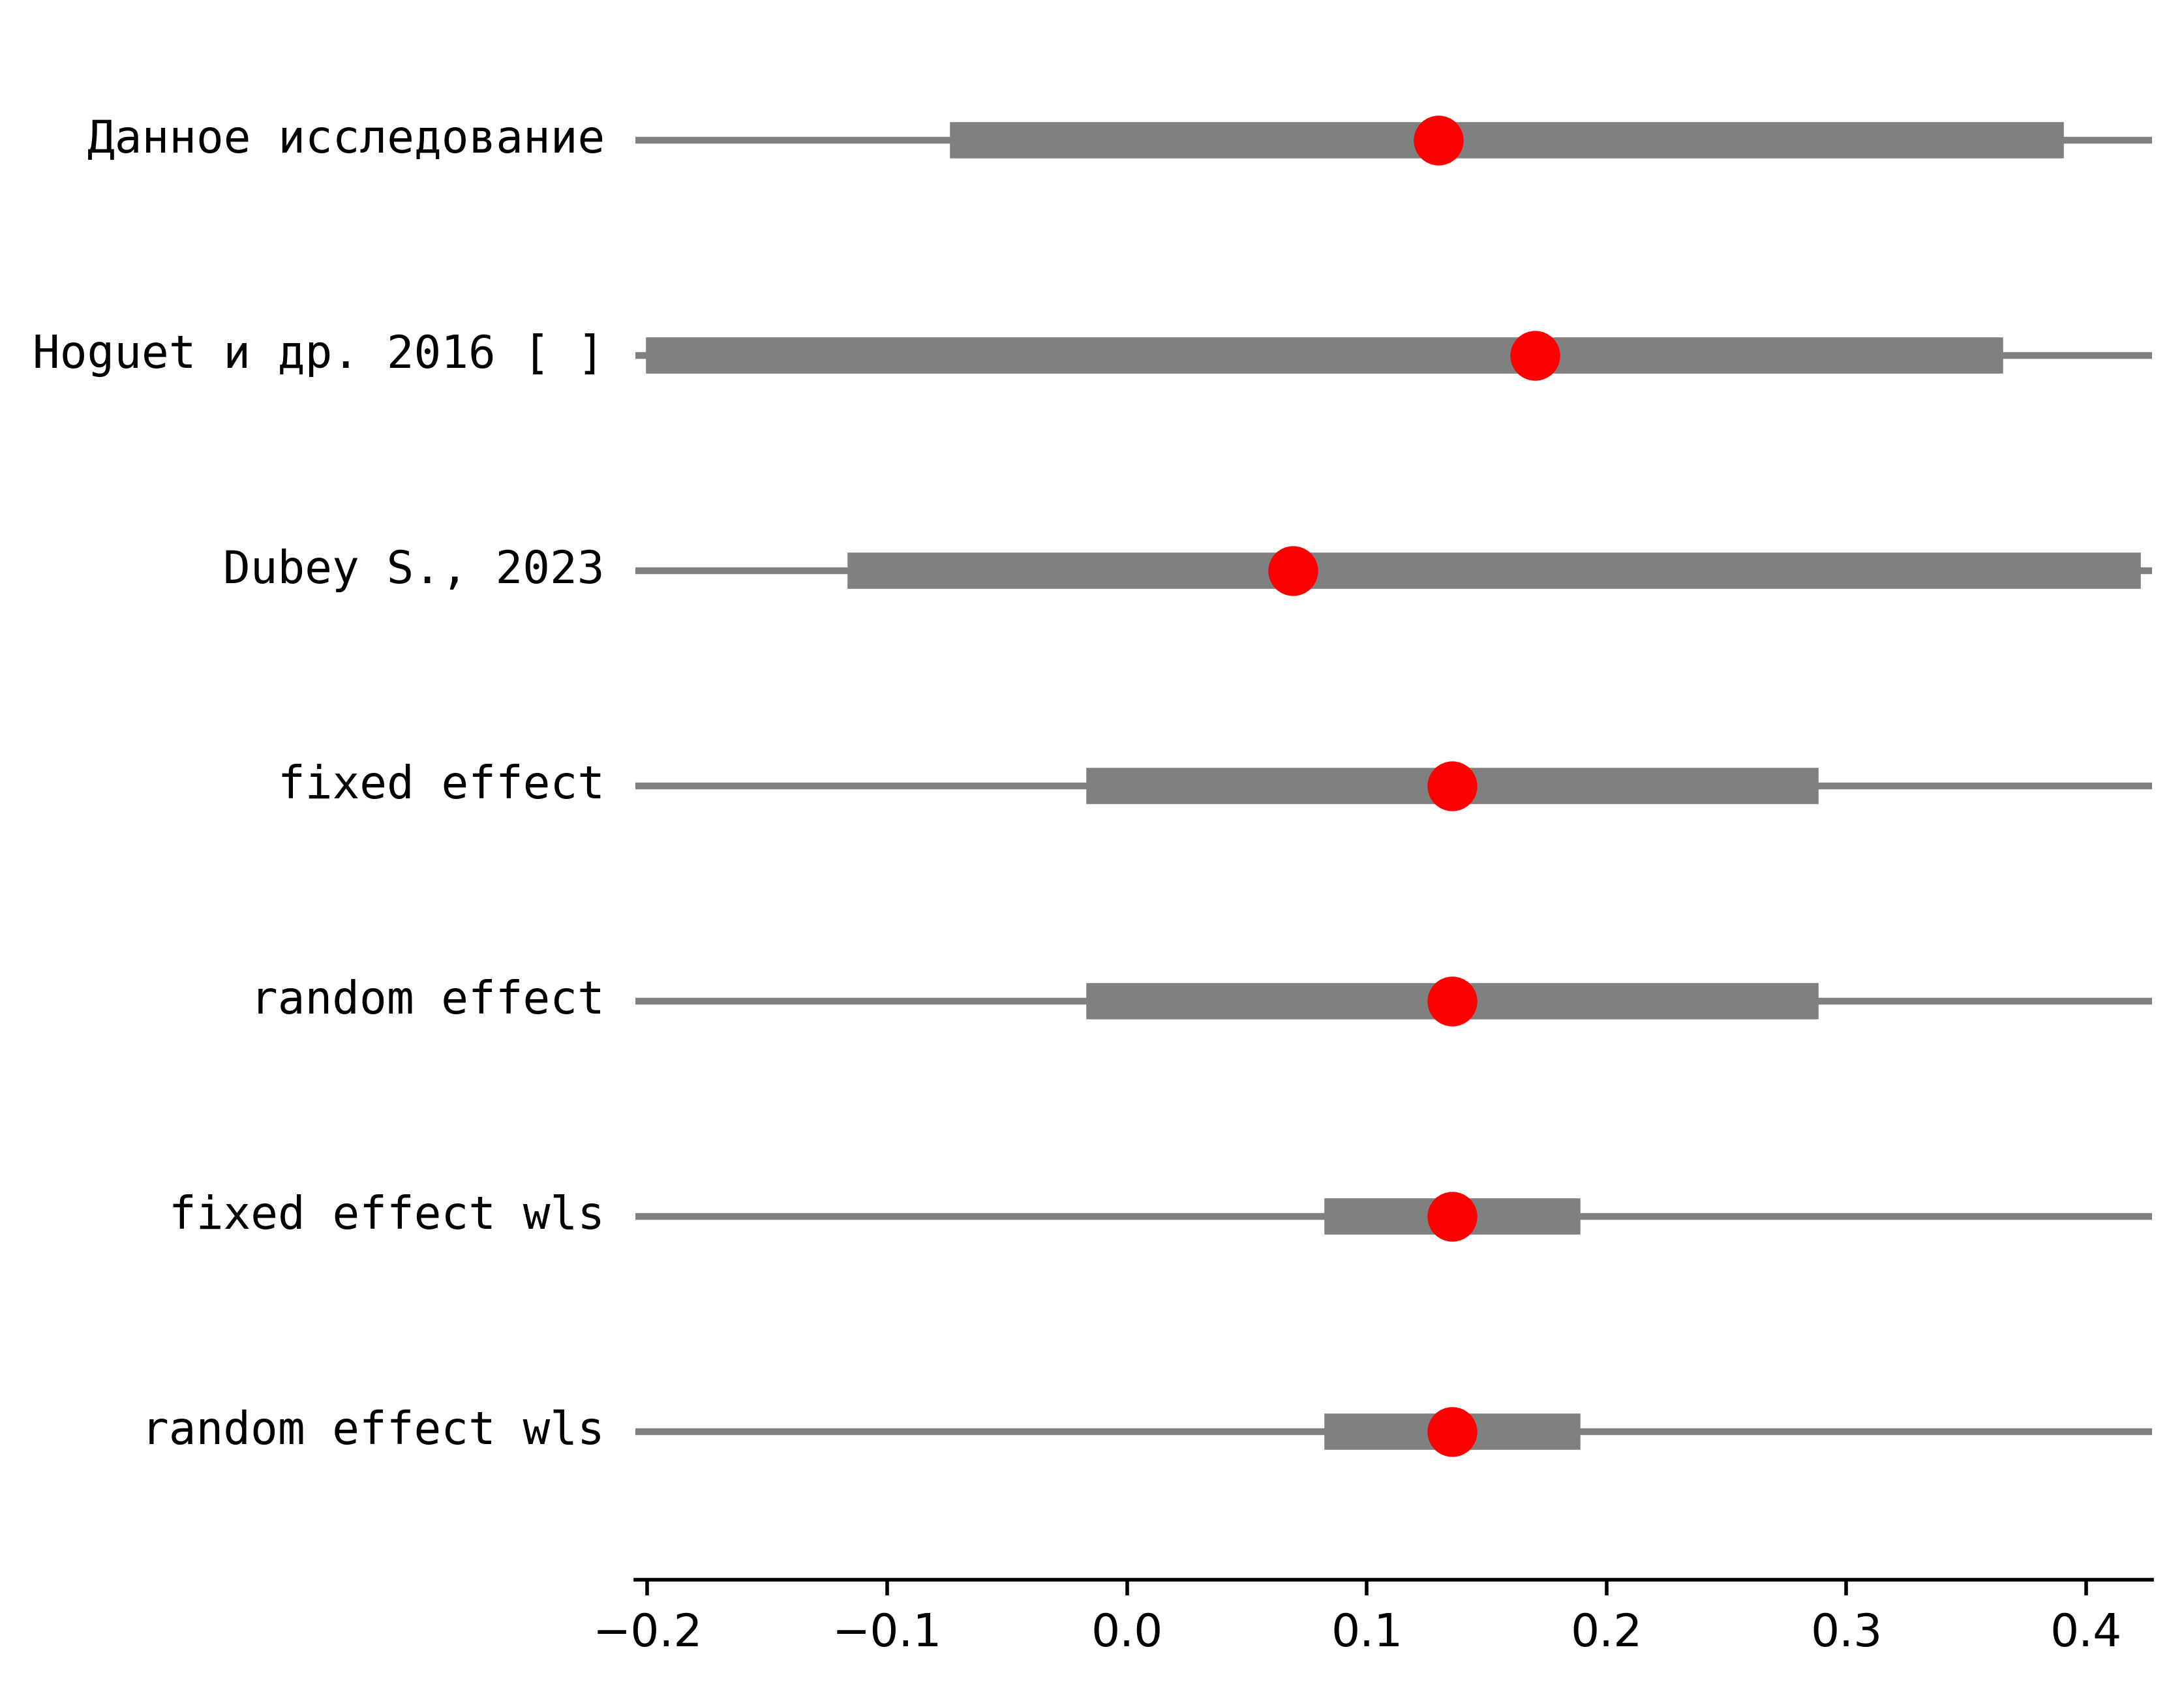 Данное исследование
Hoguet и др. 2016 [ ]
Dubey S., 2023
fixed effect
random effect
fixed effect wls
random effect wls
−0.2 −0.1 0.0 0.1 0.2 0.3 0.4